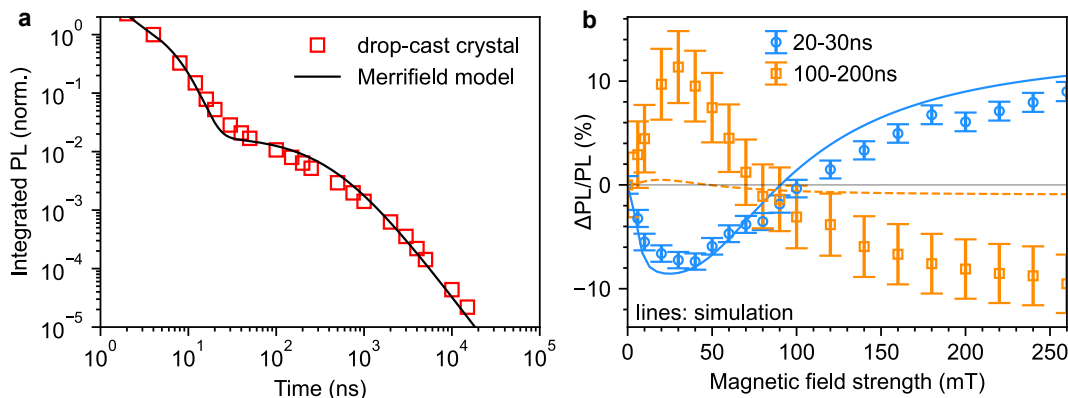 a
Integrated PL (norm.)
10^0
10^-1
10^-2
10^-3
10^-4
10^-5
drop-cast crystal
Merrifield model
10^0 10^1 10^2 10^3 10^4 10^5
Time (ns)
b
ΔPL/PL (%)
10
0
−10
20-30ns
100-200ns
lines: simulation
0 50 100 150 200 250
Magnetic field strength (mT)